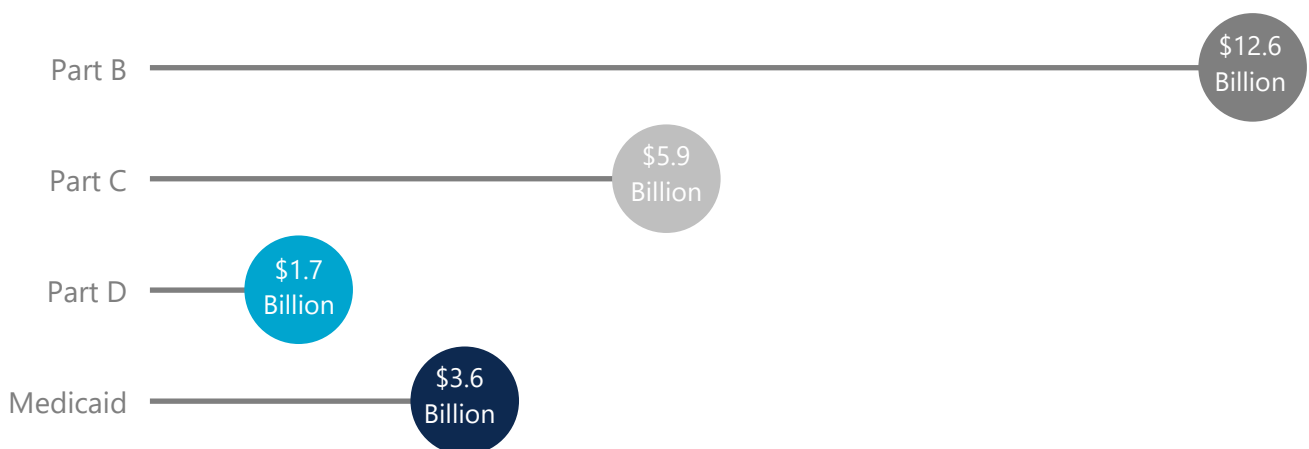 Part B
$12.6
Billion
Part C
$5.9
Billion
Part D
$1.7
Billion
Medicaid
$3.6
Billion